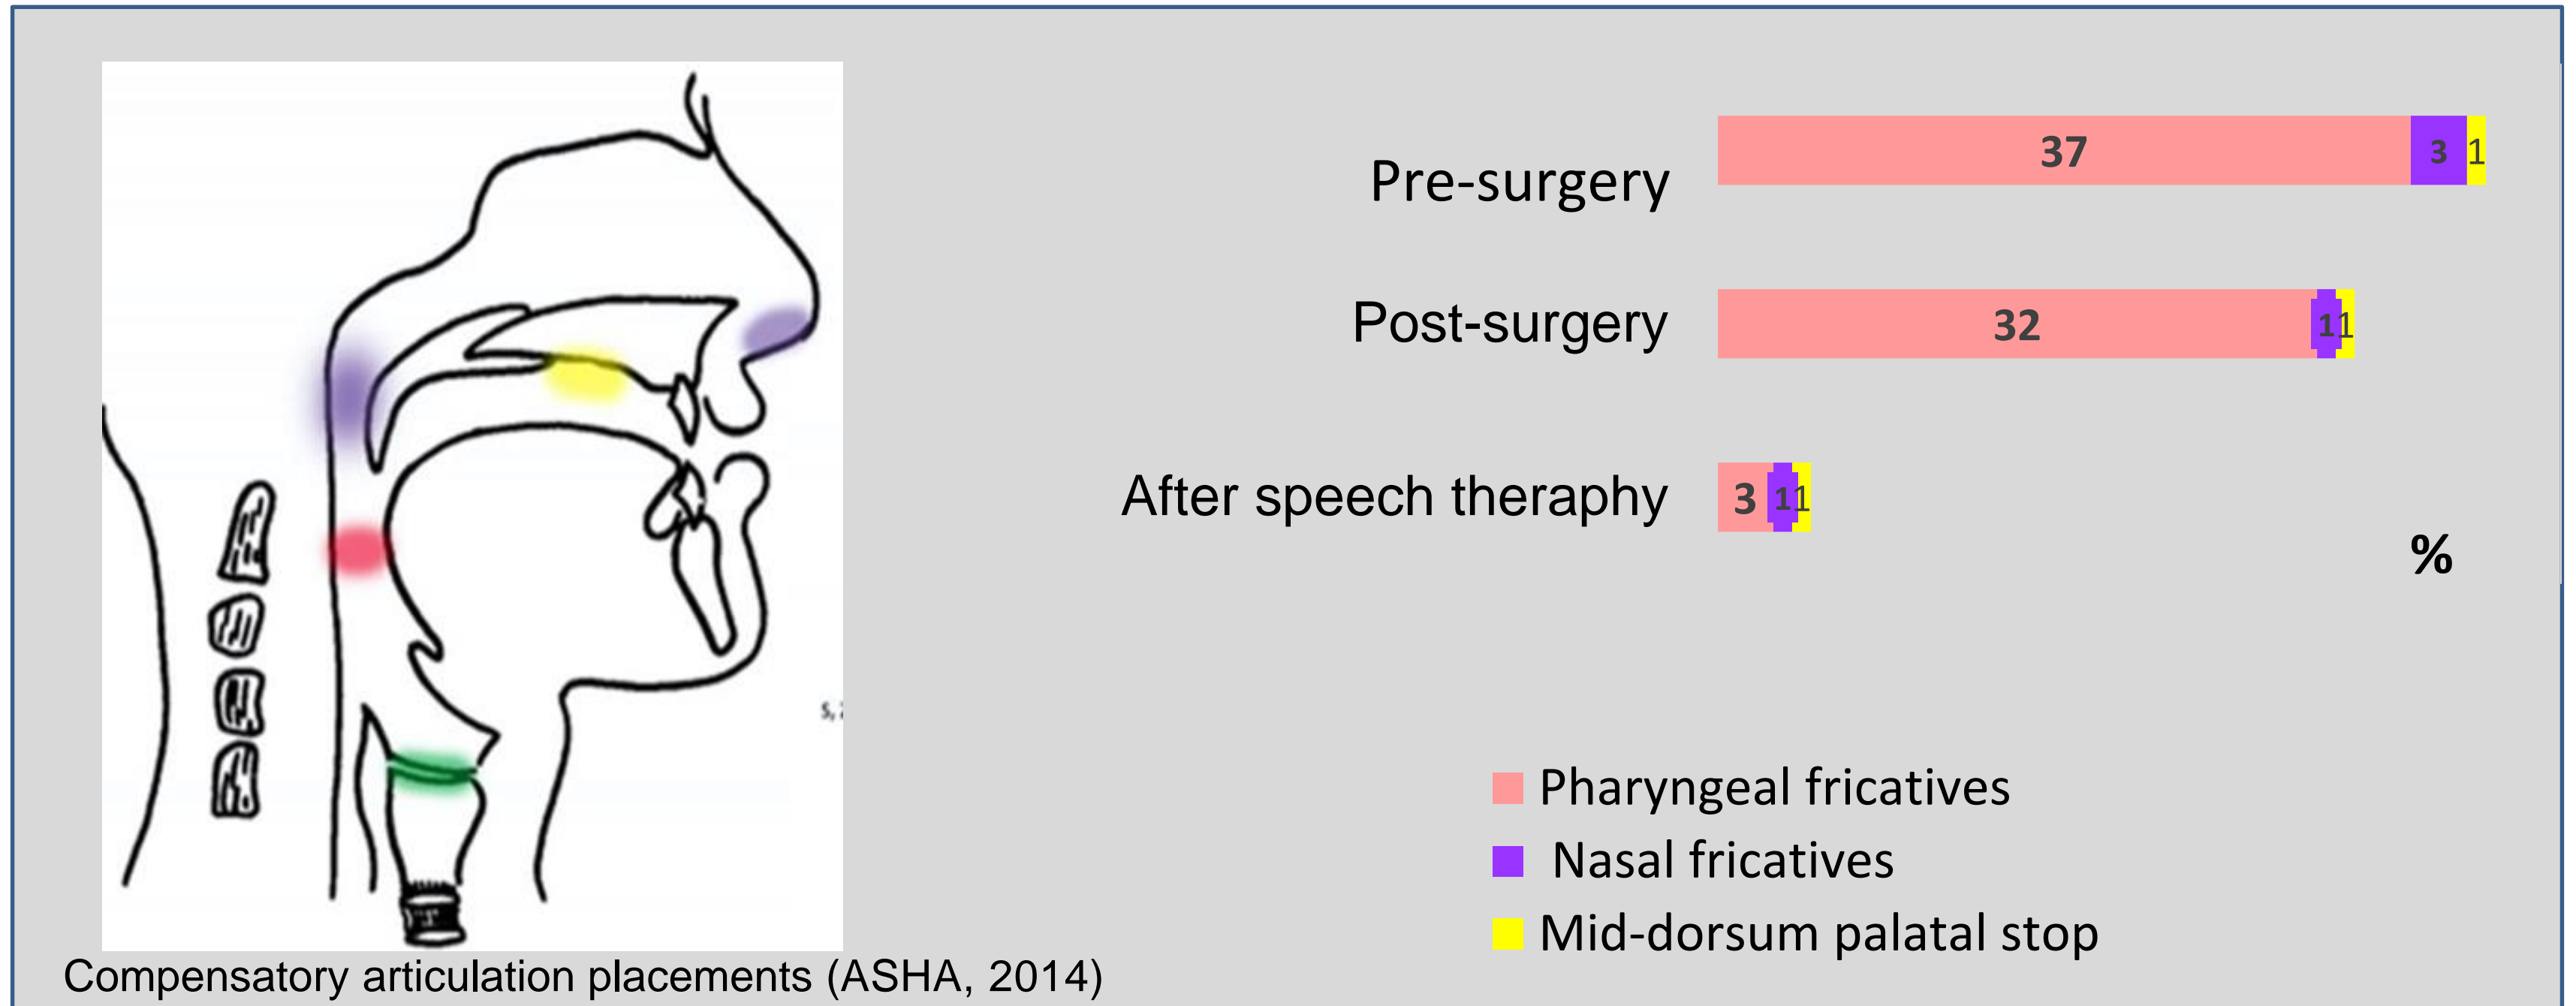 Pre-surgery
37 3 1
Post-surgery
32 1 1
After speech theraphy
3 1 1
%
s,
Pharyngeal fricatives
Nasal fricatives
Mid-dorsum palatal stop
Compensatory articulation placements (ASHA, 2014)